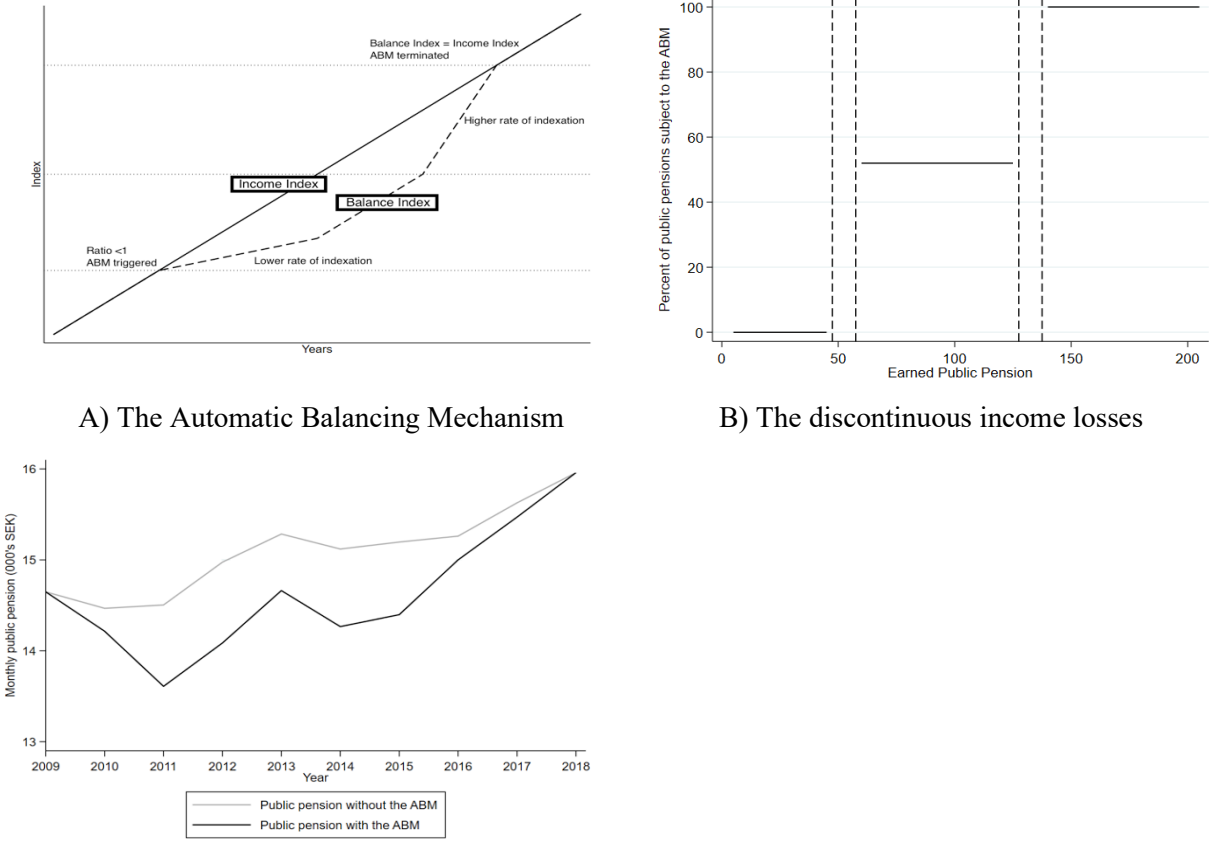 Balance Index = Income Index
ABM terminated
Higher rate of indexation
Index
Income Index
Balance Index
Ratio <1
ABM triggered
Lower rate of indexation
Years
Percent of public pensions subject to the ABM
100
80
60
40
20
0
0 50 100 150 200
Earned Public Pension
A) The Automatic Balancing Mechanism
B) The discontinuous income losses
Monthly public pension (000's SEK)
16
15
14
13
2009 2010 2011 2012 2013 2014 2015 2016 2017 2018
Year
Public pension without the ABM
Public pension with the ABM